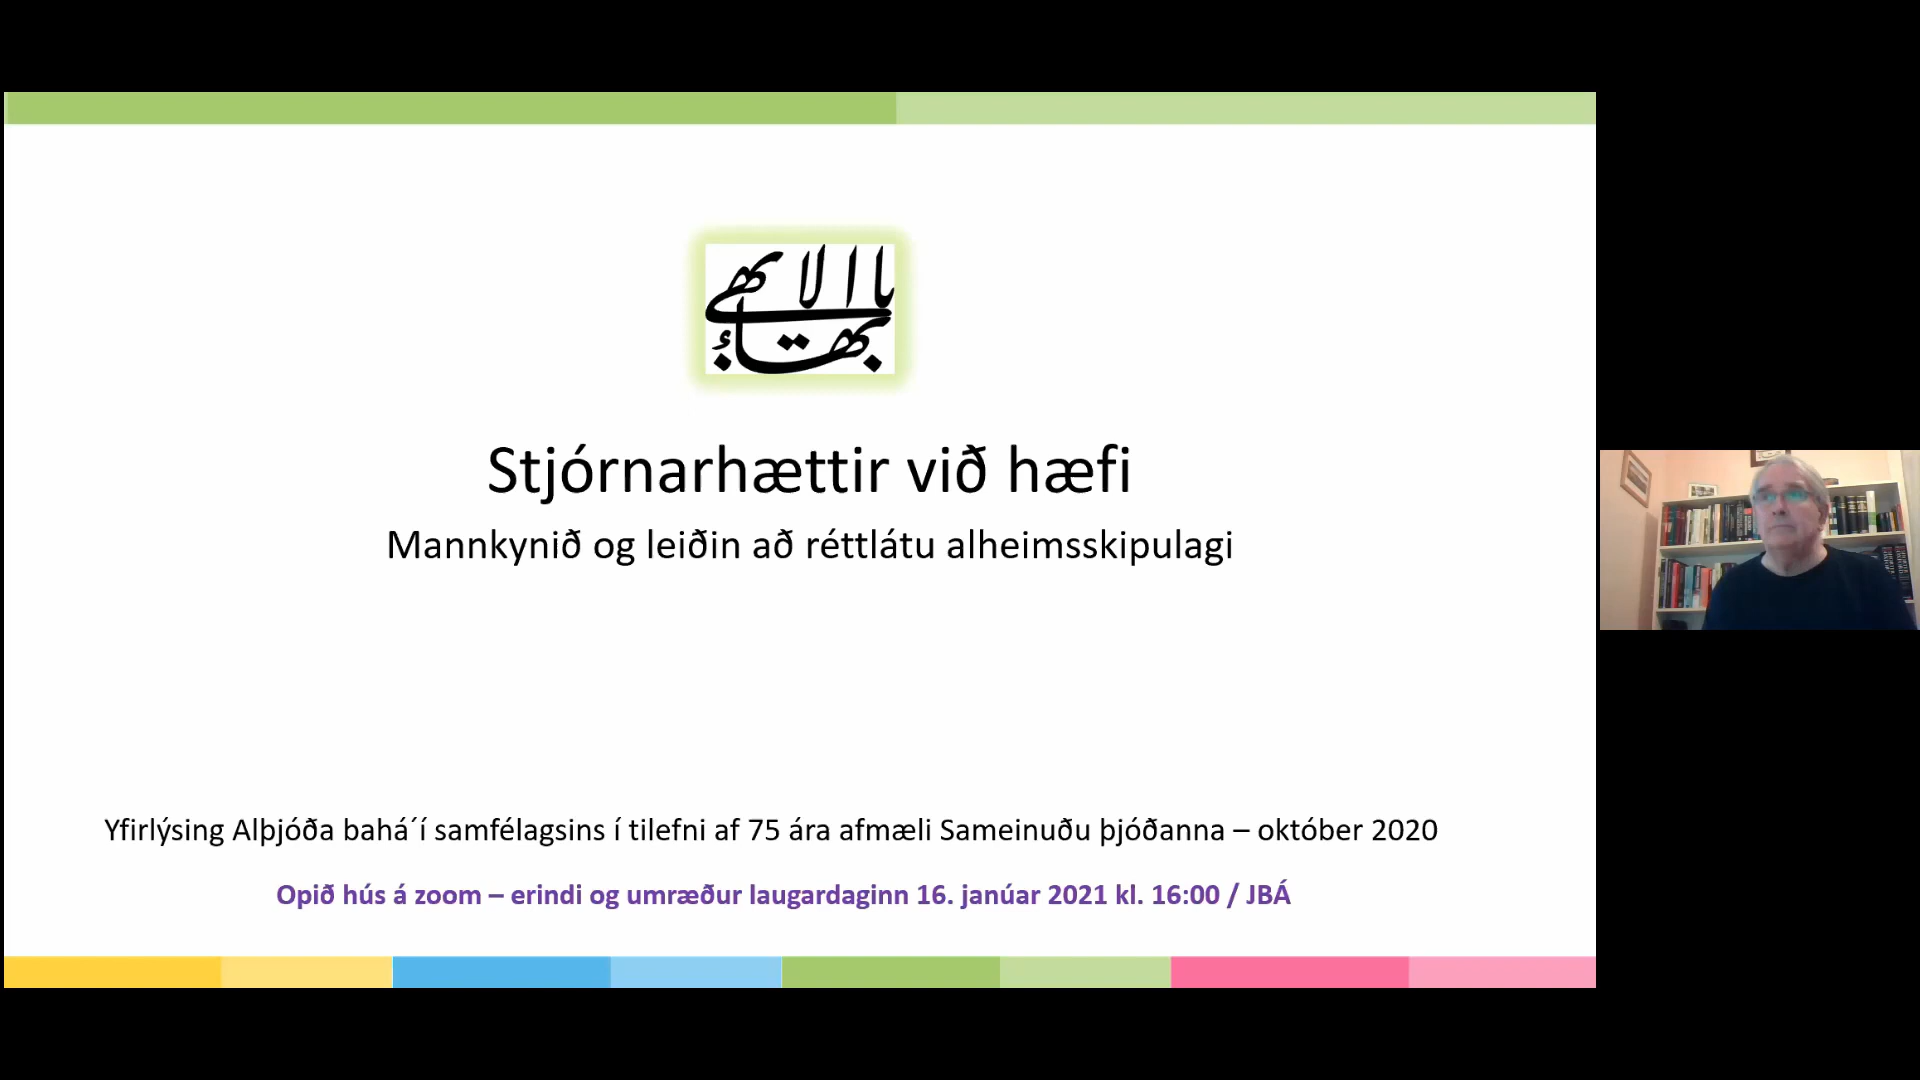 يا بهاء الابهى
Stjórnarhættir við hæfi
Mannkynið og leiðin að réttlátu alheimsskipulagi
Yfirlýsing Alþjóða bahá´í samfélagsins í tilefni af 75 ára afmæli Sameinuðu þjóðanna – október 2020
Opið hús á zoom – erindi og umræður laugardaginn 16. janúar 2021 kl. 16:00 / JBÁ